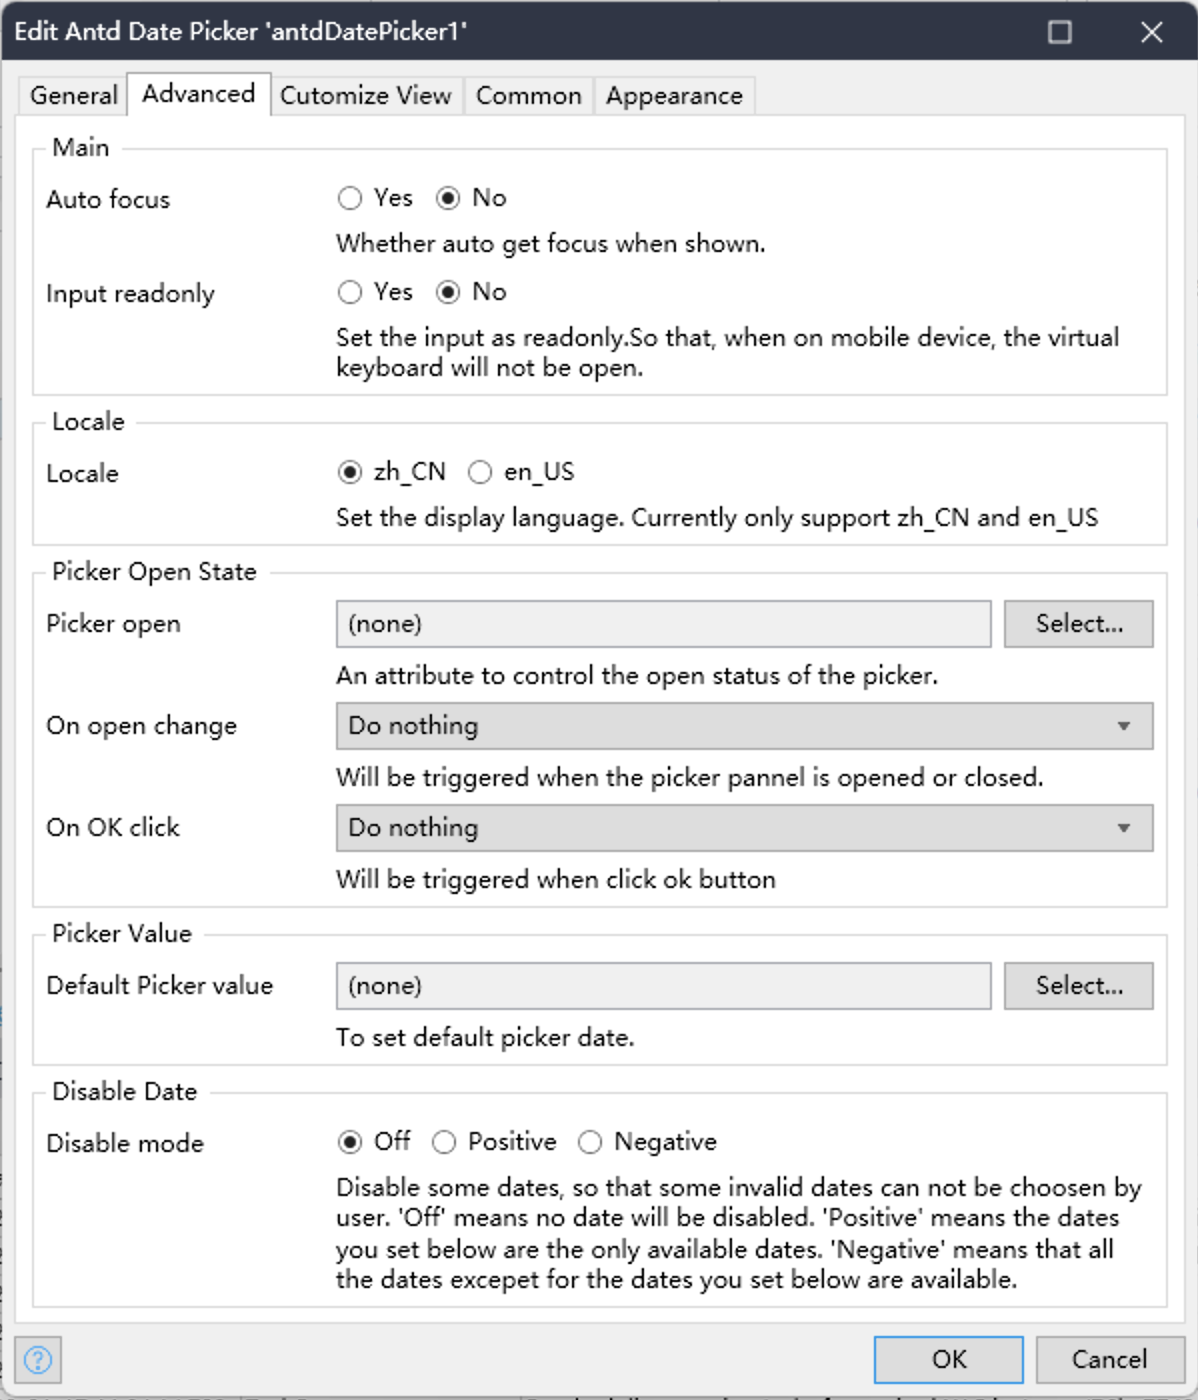 Edit Antd Date Picker 'antdDatePicker1'
General Advanced Cutomize View Common Appearance
Main
Auto focus Yes No
Whether auto get focus when shown.
Input readonly Yes No
Set the input as readonly.So that, when on mobile device, the virtual
keyboard will not be open.
Locale
Locale zh_CN en_US
Set the display language. Currently only support zh_CN and en_US
Picker Open State
Picker open (none) Select...
An attribute to control the open status of the picker.
On open change Do nothing
Will be triggered when the picker pannel is opened or closed.
On OK click Do nothing
Will be triggered when click ok button
Picker Value
Default Picker value (none) Select...
To set default picker date.
Disable Date
Disable mode Off Positive Negative
Disable some dates, so that some invalid dates can not be choosen by
user. 'Off' means no date will be disabled. 'Positive' means the dates
you set below are the only available dates. 'Negative' means that all
the dates excepet for the dates you set below are available.
? OK Cancel